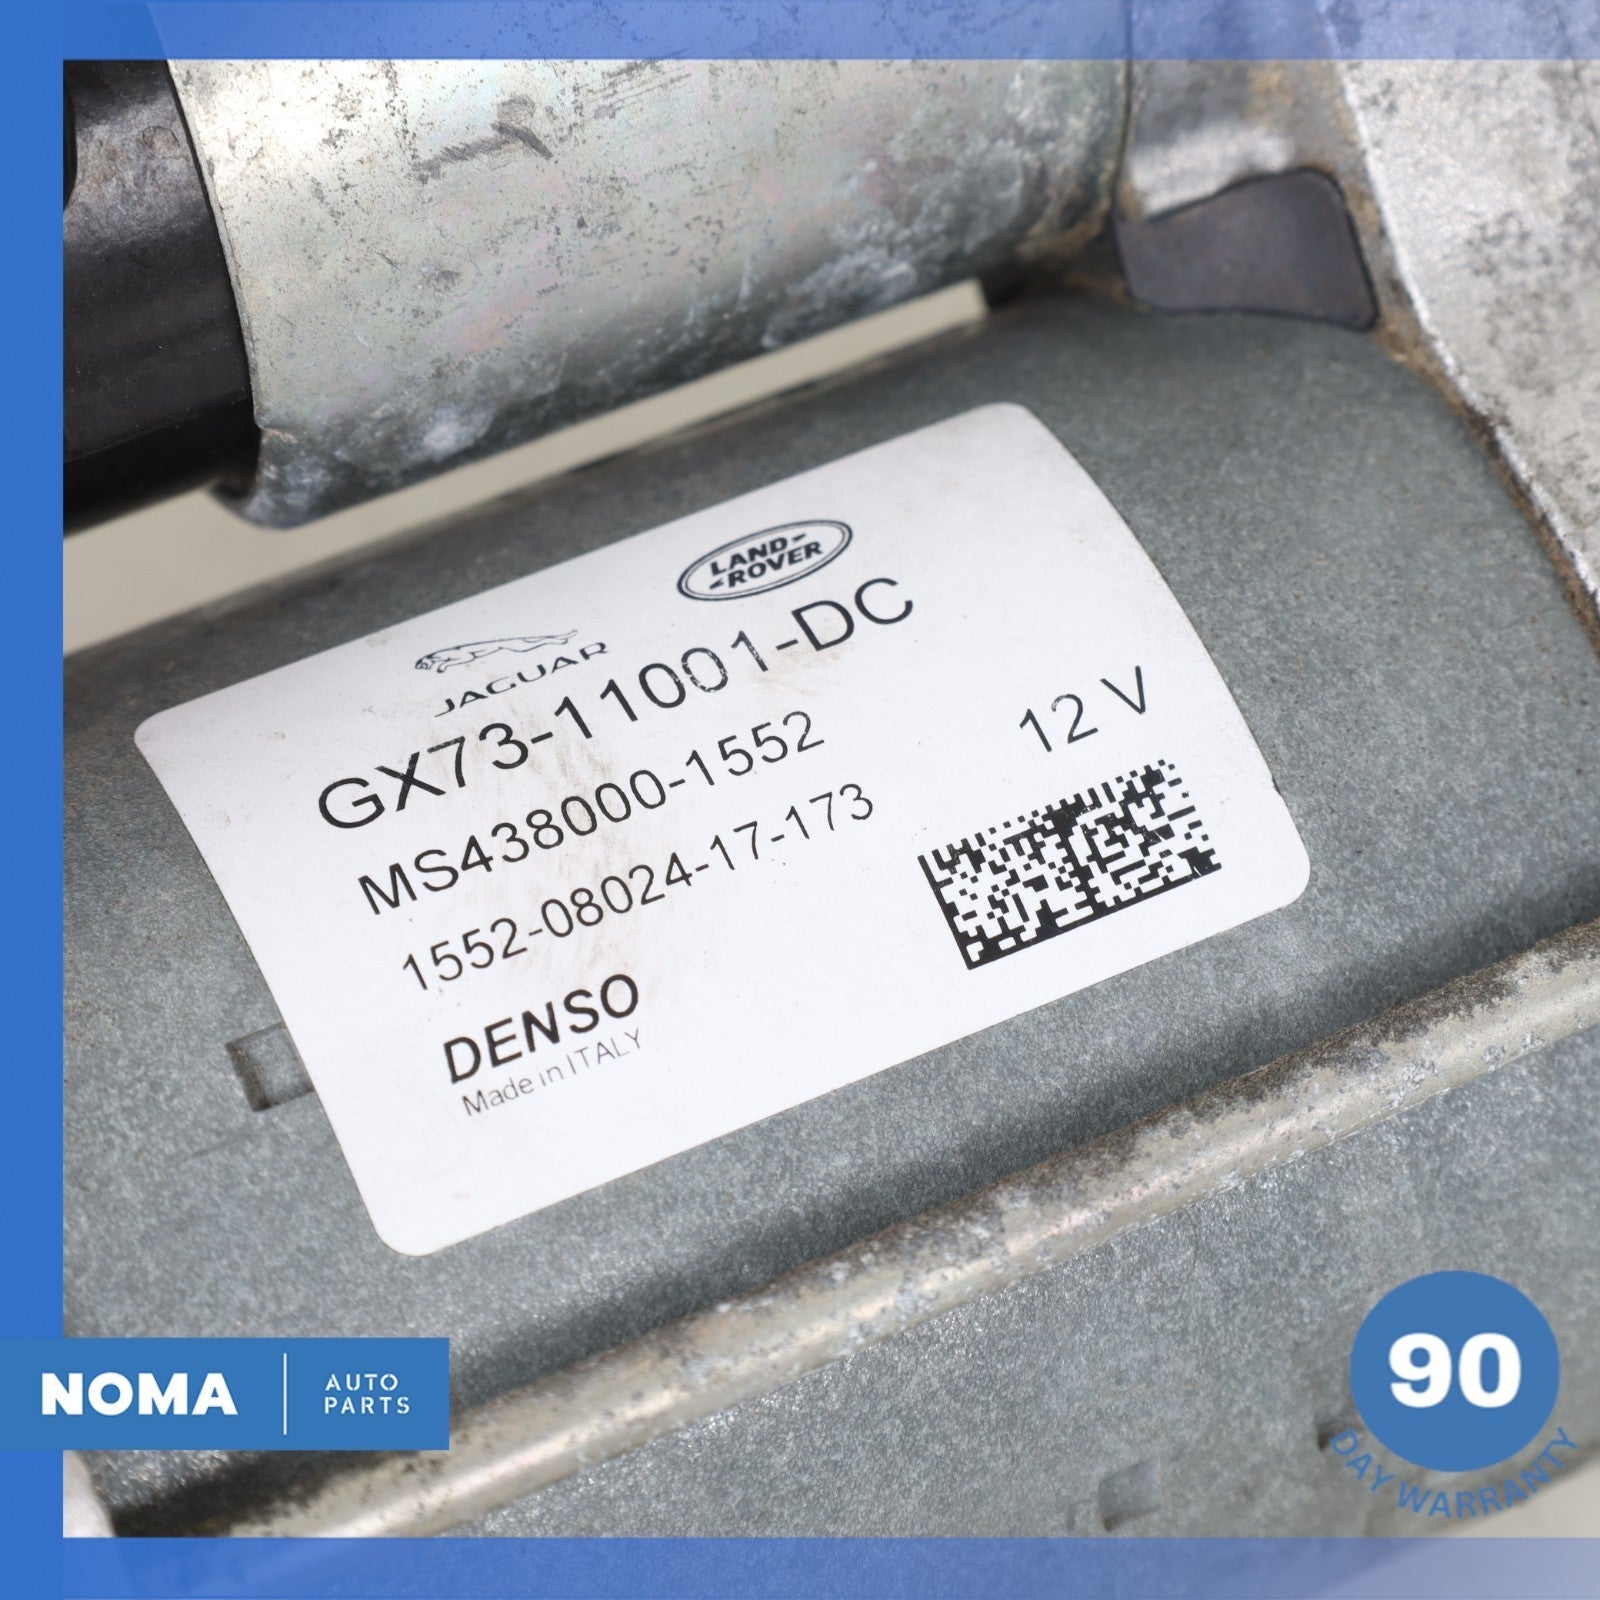 LAND-
-ROVER
JAGUAR
GX73-11001-DC
MS438000-1552
12 V
1552-08024-17-173
DENSO
Made in ITALY
NOMA
AUTO
PARTS
90
DAY WARRANTY